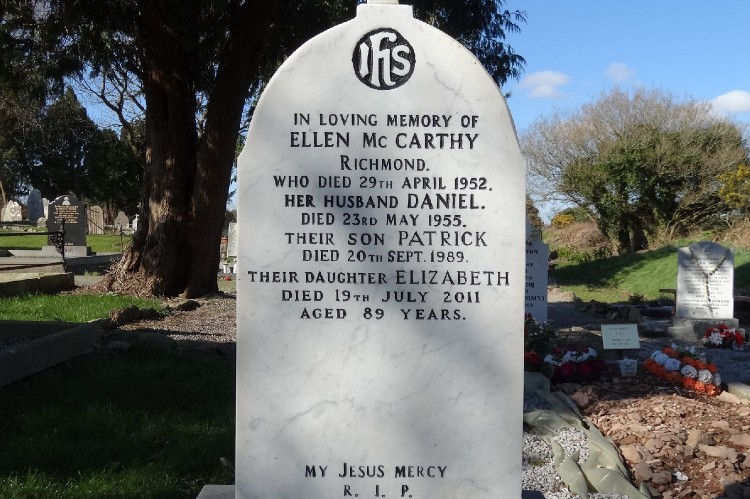 IHS
IN LOVING MEMORY OF
ELLEN MC CARTHY
RICHMOND.
WHO DIED 29TH APRIL 1952.
HER HUSBAND DANIEL.
DIED 23RD MAY 1955.
THEIR SON PATRICK
DIED 20TH SEPT. 1989.
THEIR DAUGHTER ELIZABETH
DIED 19TH JULY 2011
AGED 89 YEARS.
MY JESUS MERCY
R. I. P.